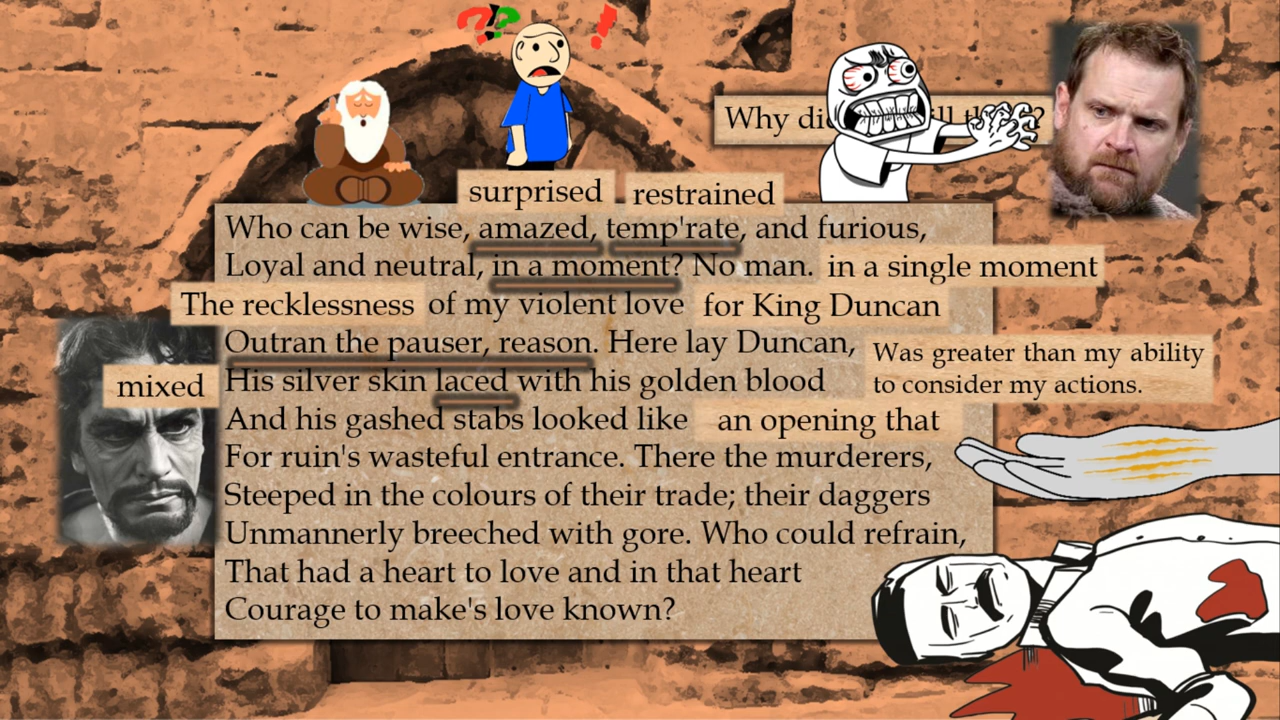 ??
!
Why di ll th ?
surprised restrained
Who can be wise, amazed, temp'rate, and furious,
Loyal and neutral, in a moment? No man. in a single moment
The recklessness of my violent love for King Duncan
Outran the pauser, reason. Here lay Duncan,
Was greater than my ability
to consider my actions.
mixed
His silver skin laced with his golden blood
And his gashed stabs looked like an opening that
For ruin's wasteful entrance. There the murderers,
Steeped in the colours of their trade; their daggers
Unmannerly breeched with gore. Who could refrain,
That had a heart to love and in that heart
Courage to make's love known?